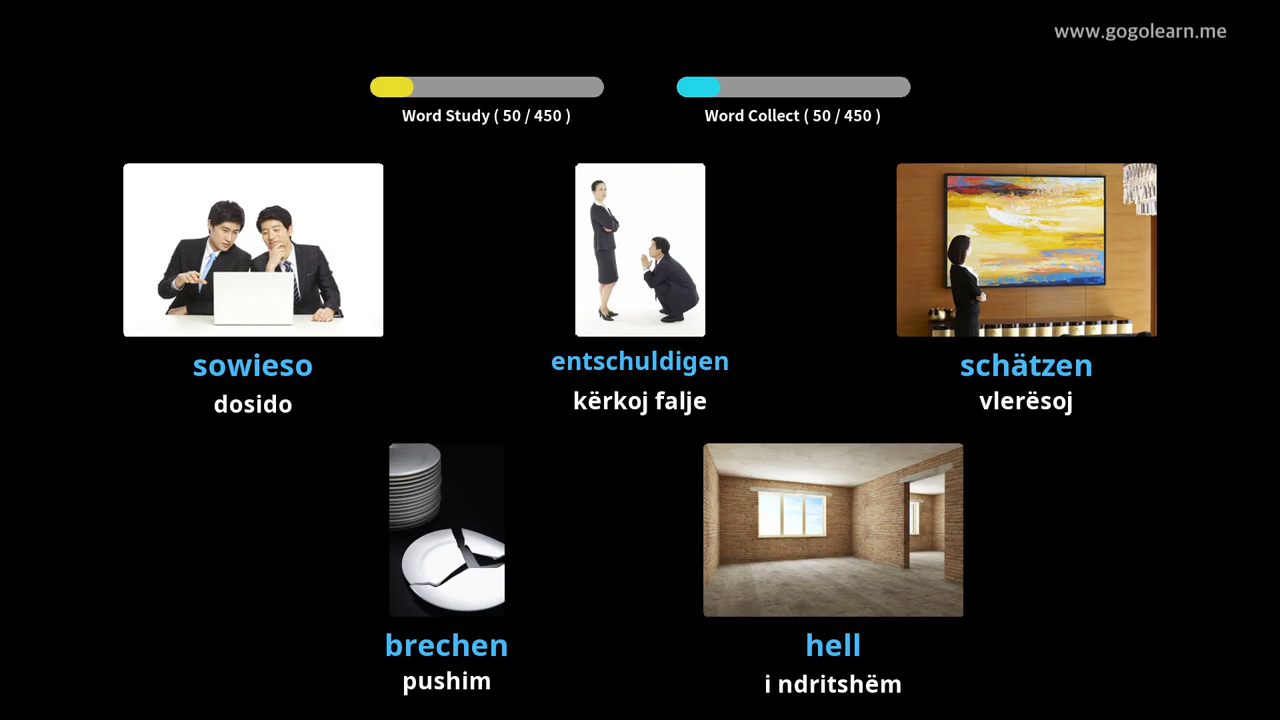 www.gogolearn.me
Word Study ( 50 / 450 )
Word Collect ( 50 / 450 )
sowieso
dosido
entschuldigen
kërkoj falje
schätzen
vlerësoj
brechen
pushim
hell
i ndritshëm